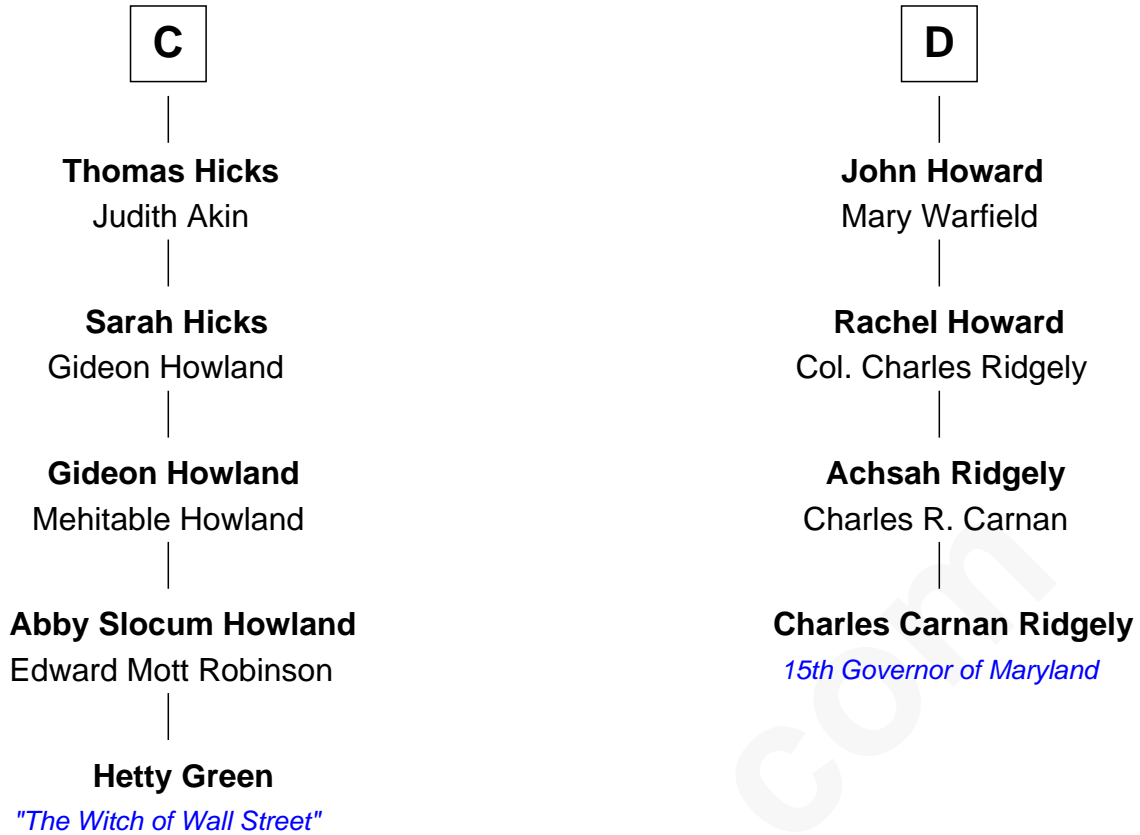 C
Thomas Hicks
Judith Akin
Sarah Hicks
Gideon Howland
Gideon Howland
Mehitable Howland
Abby Slocum Howland
Edward Mott Robinson
Hetty Green
"The Witch of Wall Street"
D
John Howard
Mary Warfield
Rachel Howard
Col. Charles Ridgely
Achsah Ridgely
Charles R. Carnan
Charles Carnan Ridgely
15th Governor of Maryland
com